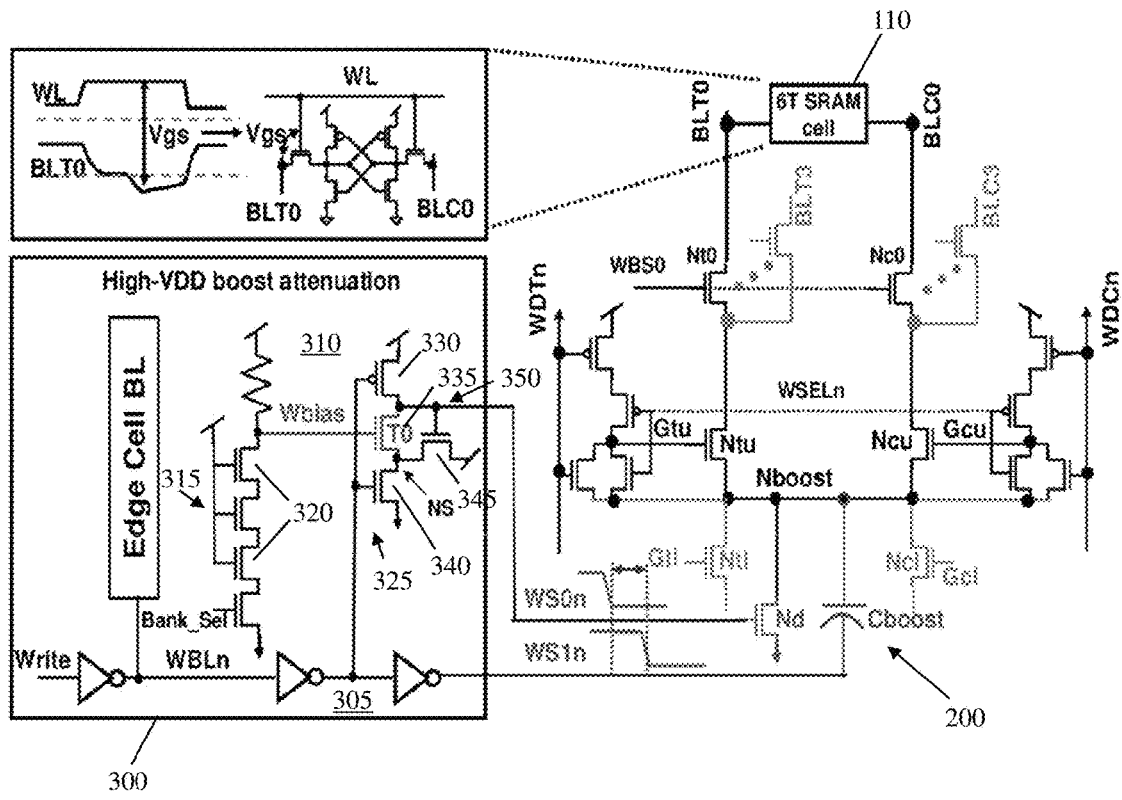 110
WL
Vgs
BLT0
WL
Vgs
BLT0
BLC0
BLT0
6T SRAM
cell
BLC0
BLT3
BLC3
WBS0
Nt0
Nc0
High-VDD boost attenuation
Edge Cell BL
310
330
335
350
Wbias
T0
315
320
NS
345
325
340
Bank_Sel
Write
WBLn
305
300
WDTn
WDCn
WSELn
Gtu
Ntu
Ncu
Gcu
Nboost
Gtl
Ntl
Ncl
Gcl
WS0n
WS1n
Nd
Cboost
200